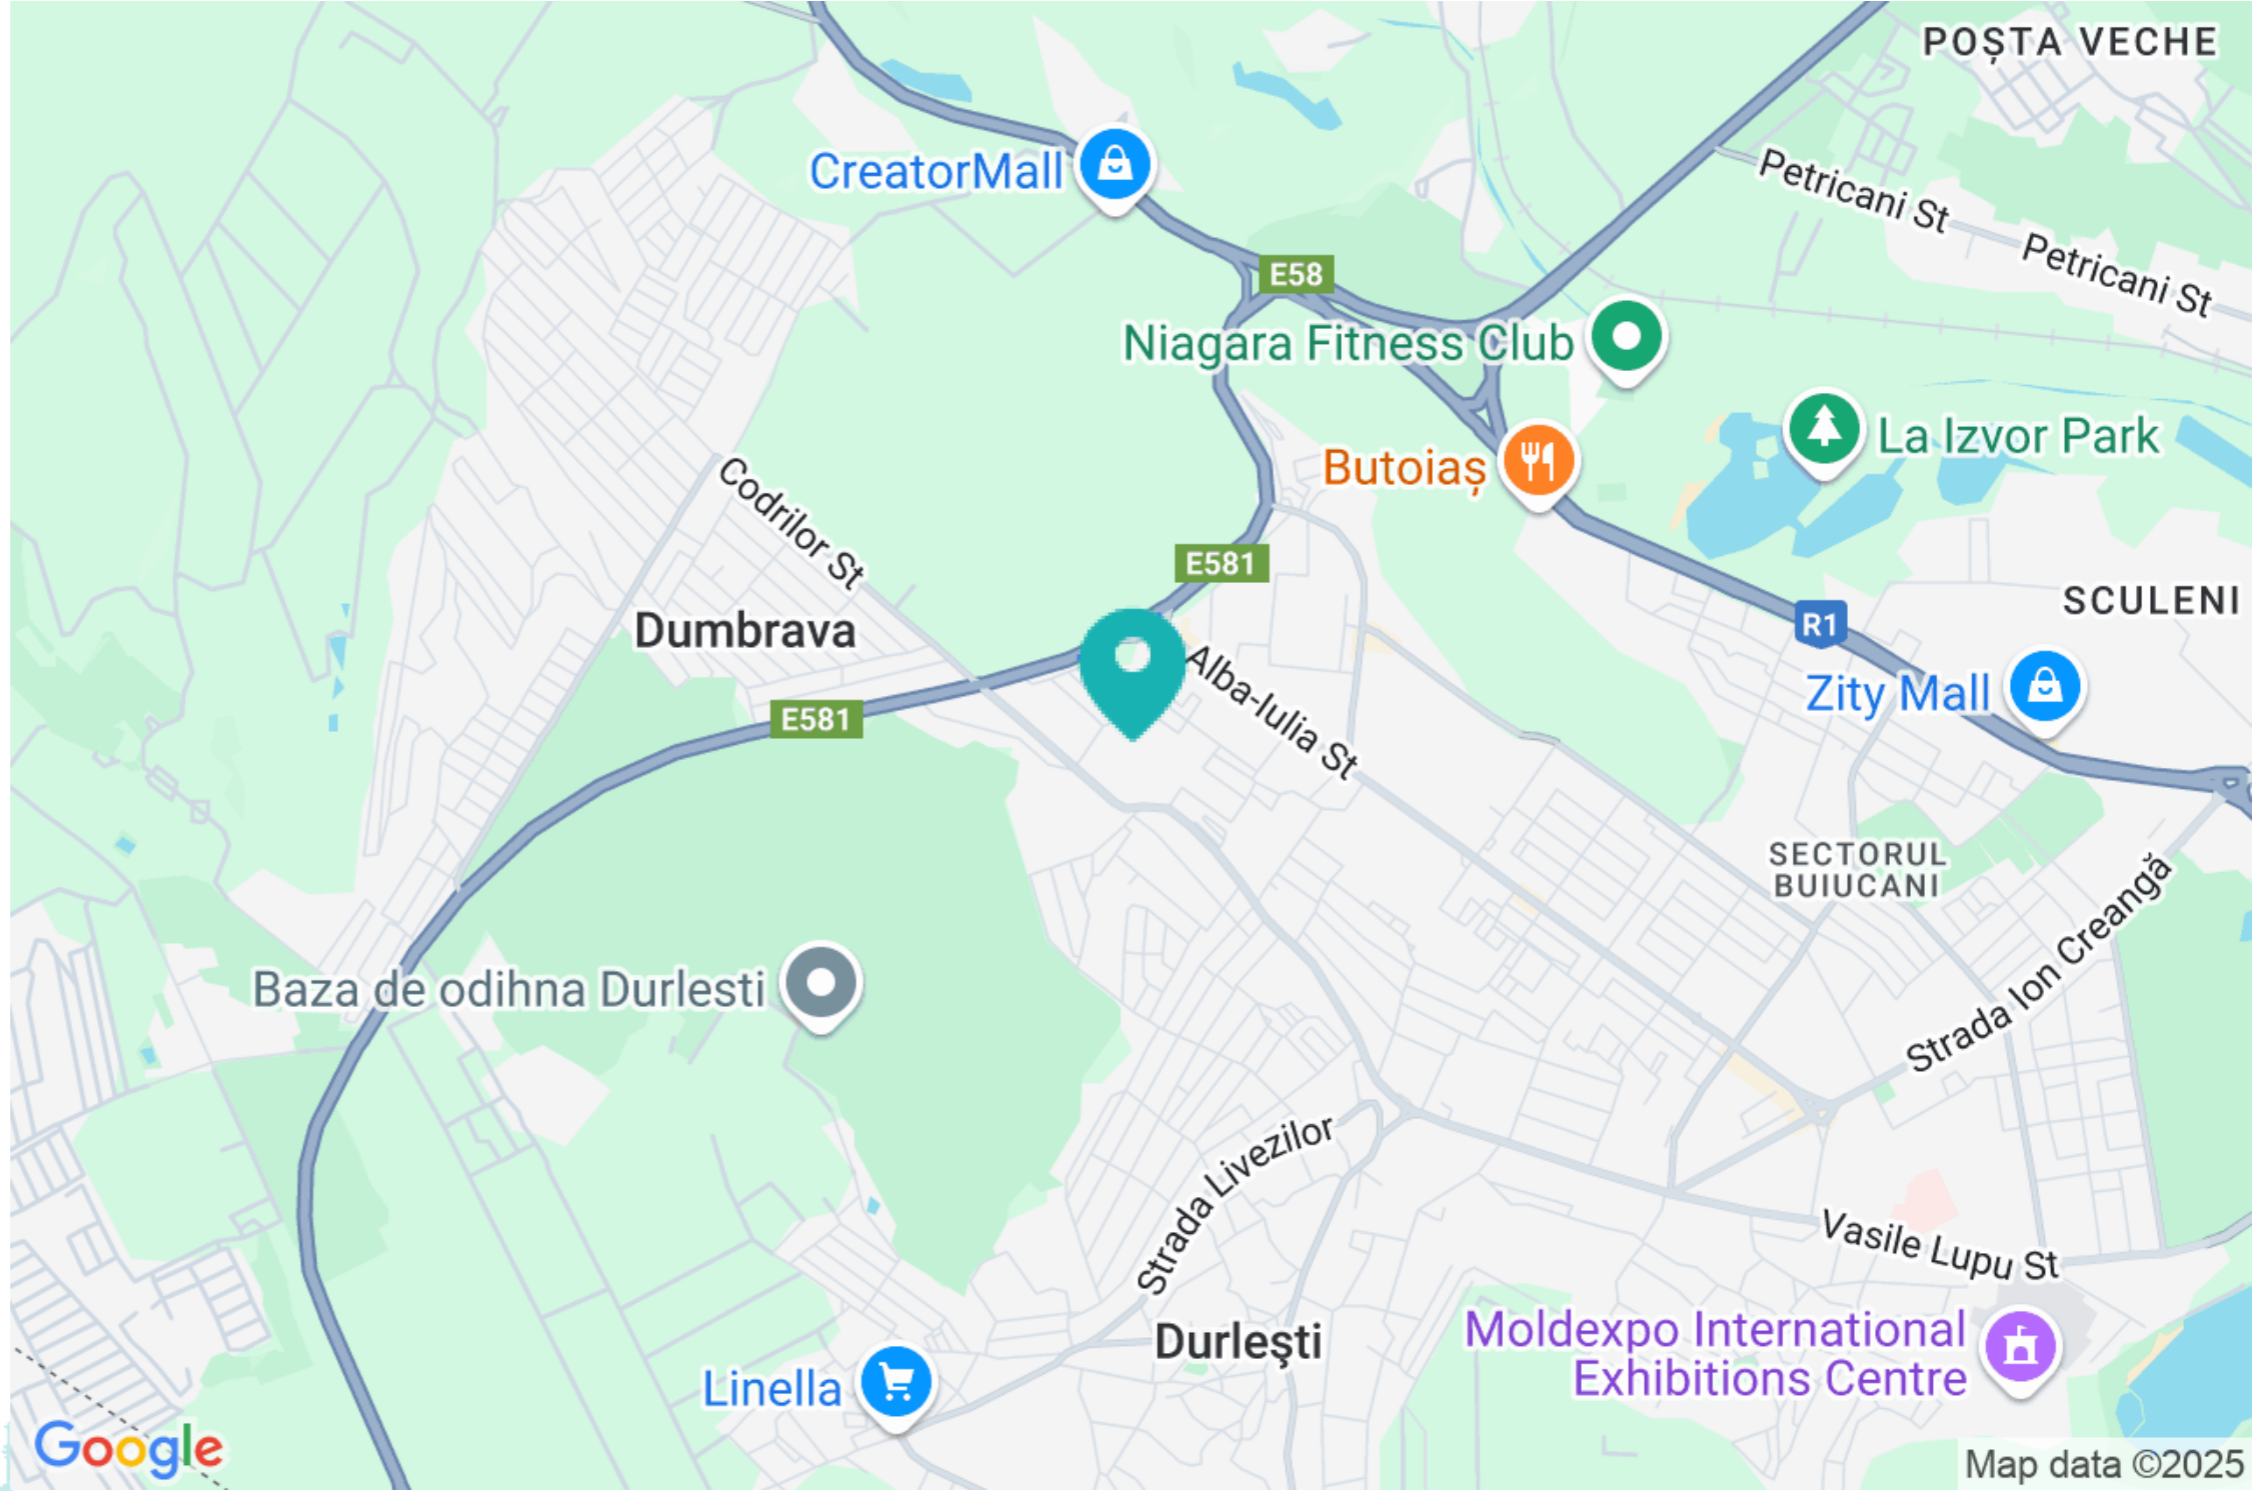 POȘTA VECHE
Petricani St
CreatorMall
Petricani St
E58
Niagara Fitness Club
La Izvor Park
Butoiaș
Codrilor St
E581
SCULENI
Dumbrava
R1
Alba-Iulia St
Zity Mall
E581
SECTORUL
BUIUCANI
Strada Ion Creangă
Baza de odihna Durlesti
Strada Livezilor
Vasile Lupu St
Durleşti
Moldexpo International
Exhibitions Centre
Linella
Google
Map data ©2025